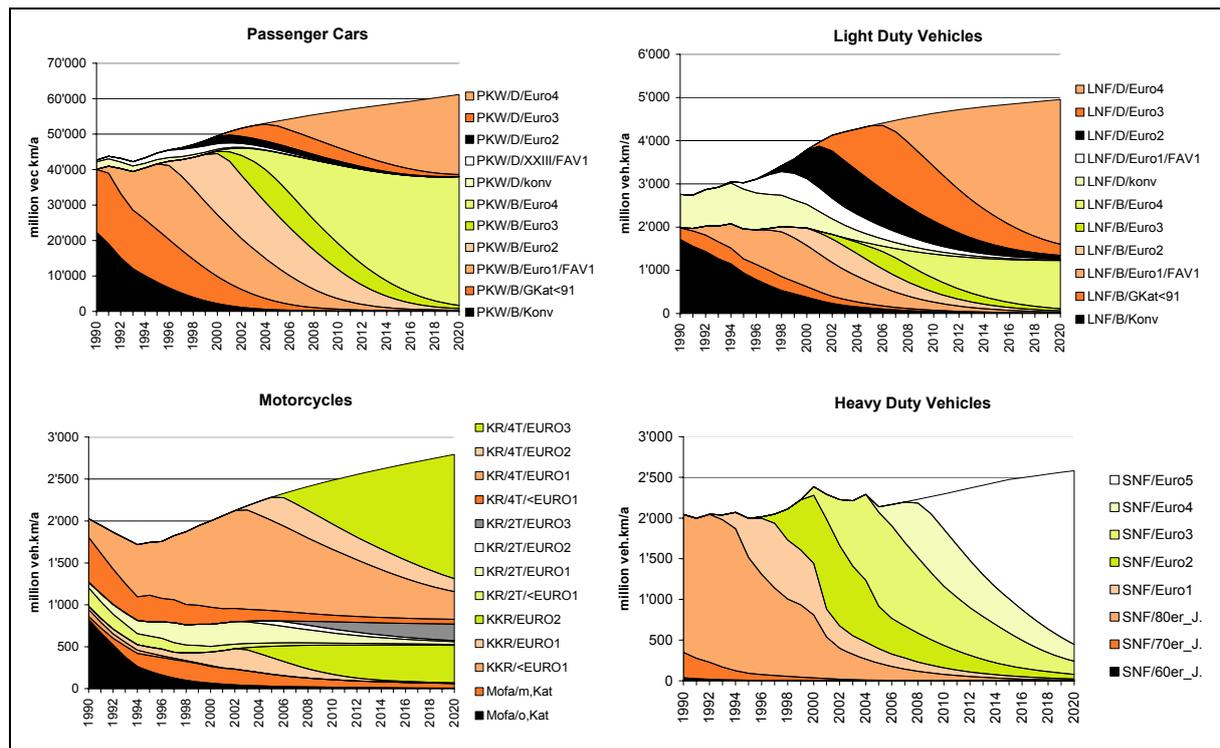 Passenger Cars
70'000
60'000
50'000
40'000
30'000
20'000
10'000
0
million vec.km/a
1990
1992
1994
1996
1998
2000
2002
2004
2006
2008
2010
2012
2014
2016
2018
2020
PKW/D/Euro4
PKW/D/Euro3
PKW/D/Euro2
PKW/D/XXIII/FAV1
PKW/D/konv
PKW/B/Euro4
PKW/B/Euro3
PKW/B/Euro2
PKW/B/Euro1/FAV1
PKW/B/GKat<91
PKW/B/Konv
Light Duty Vehicles
6'000
5'000
4'000
3'000
2'000
1'000
0
million veh.km/a
1990
1992
1994
1996
1998
2000
2002
2004
2006
2008
2010
2012
2014
2016
2018
2020
LNF/D/Euro4
LNF/D/Euro3
LNF/D/Euro2
LNF/D/Euro1/FAV1
LNF/D/konv
LNF/B/Euro4
LNF/B/Euro3
LNF/B/Euro2
LNF/B/Euro1/FAV1
LNF/B/GKat<91
LNF/B/Konv
Motorcycles
3'000
2'500
2'000
1'500
1'000
500
0
million veh.km/a
1990
1992
1994
1996
1998
2000
2002
2004
2006
2008
2010
2012
2014
2016
2018
2020
KR/4T/EURO3
KR/4T/EURO2
KR/4T/EURO1
KR/4T/<EURO1
KR/2T/EURO3
KR/2T/EURO2
KR/2T/EURO1
KR/2T/<EURO1
KKR/EURO2
KKR/EURO1
KKR/<EURO1
Mofa/m,Kat
Mofa/o,Kat
Heavy Duty Vehicles
3'000
2'500
2'000
1'500
1'000
500
0
million veh.km/a
1990
1992
1994
1996
1998
2000
2002
2004
2006
2008
2010
2012
2014
2016
2018
2020
SNF/Euro5
SNF/Euro4
SNF/Euro3
SNF/Euro2
SNF/Euro1
SNF/80er_J.
SNF/70er_J.
SNF/60er_J.